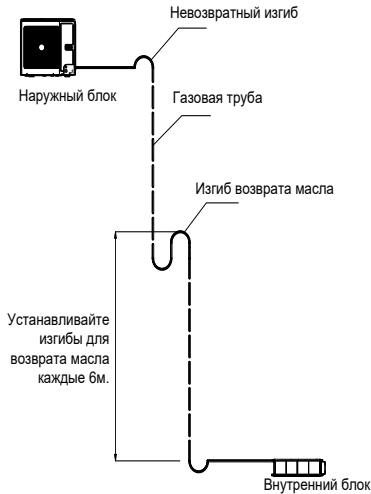 Невозвратный изгиб
Наружный блок
Газовая труба
Изгиб возврата масла
Устанавливайте
изгибы для
возврата масла
каждые 6м.
Внутренний блок